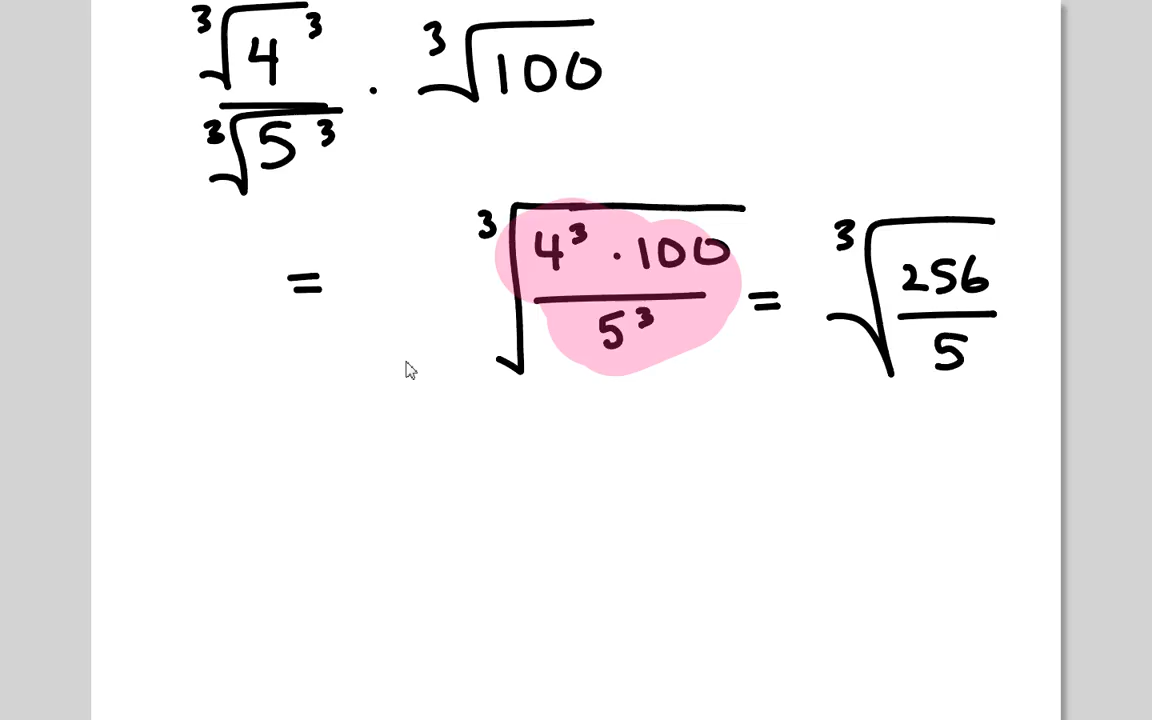 ∛4³ / ∛5³ · ∛100
= ∛(4³ · 100 / 5³) = ∛(256 / 5)